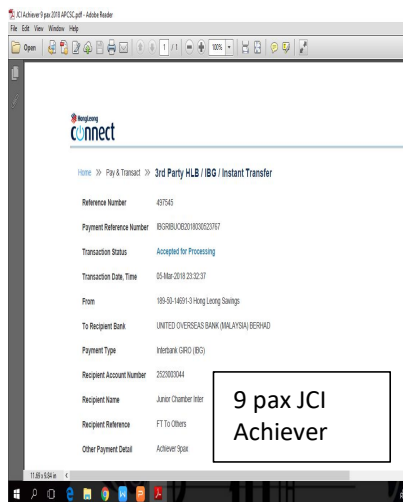 JCI Achiever 9 pax 2018 APCSC.pdf - Adobe Reader
File Edit View Window Help
Open 1 / 1 100%
HongLeong
connect
Home >> Pay & Transact >> 3rd Party HLB / IBG / Instant Transfer
Reference Number 497545
Payment Reference Number IBGRIBUOB2018030523767
Transaction Status Accepted for Processing
Transaction Date, Time 05-Mar-2018 23:32:37
From 189-50-14691-3 Hong Leong Savings
To Recipient Bank UNITED OVERSEAS BANK (MALAYSIA) BERHAD
Payment Type Interbank GIRO (IBG)
Recipient Account Number 2523003044
Recipient Name Junior Chamber Inter
Recipient Reference FT To Others
Other Payment Detail Achiever 9pax
9 pax JCI
Achiever
11.69 x 9.84 in